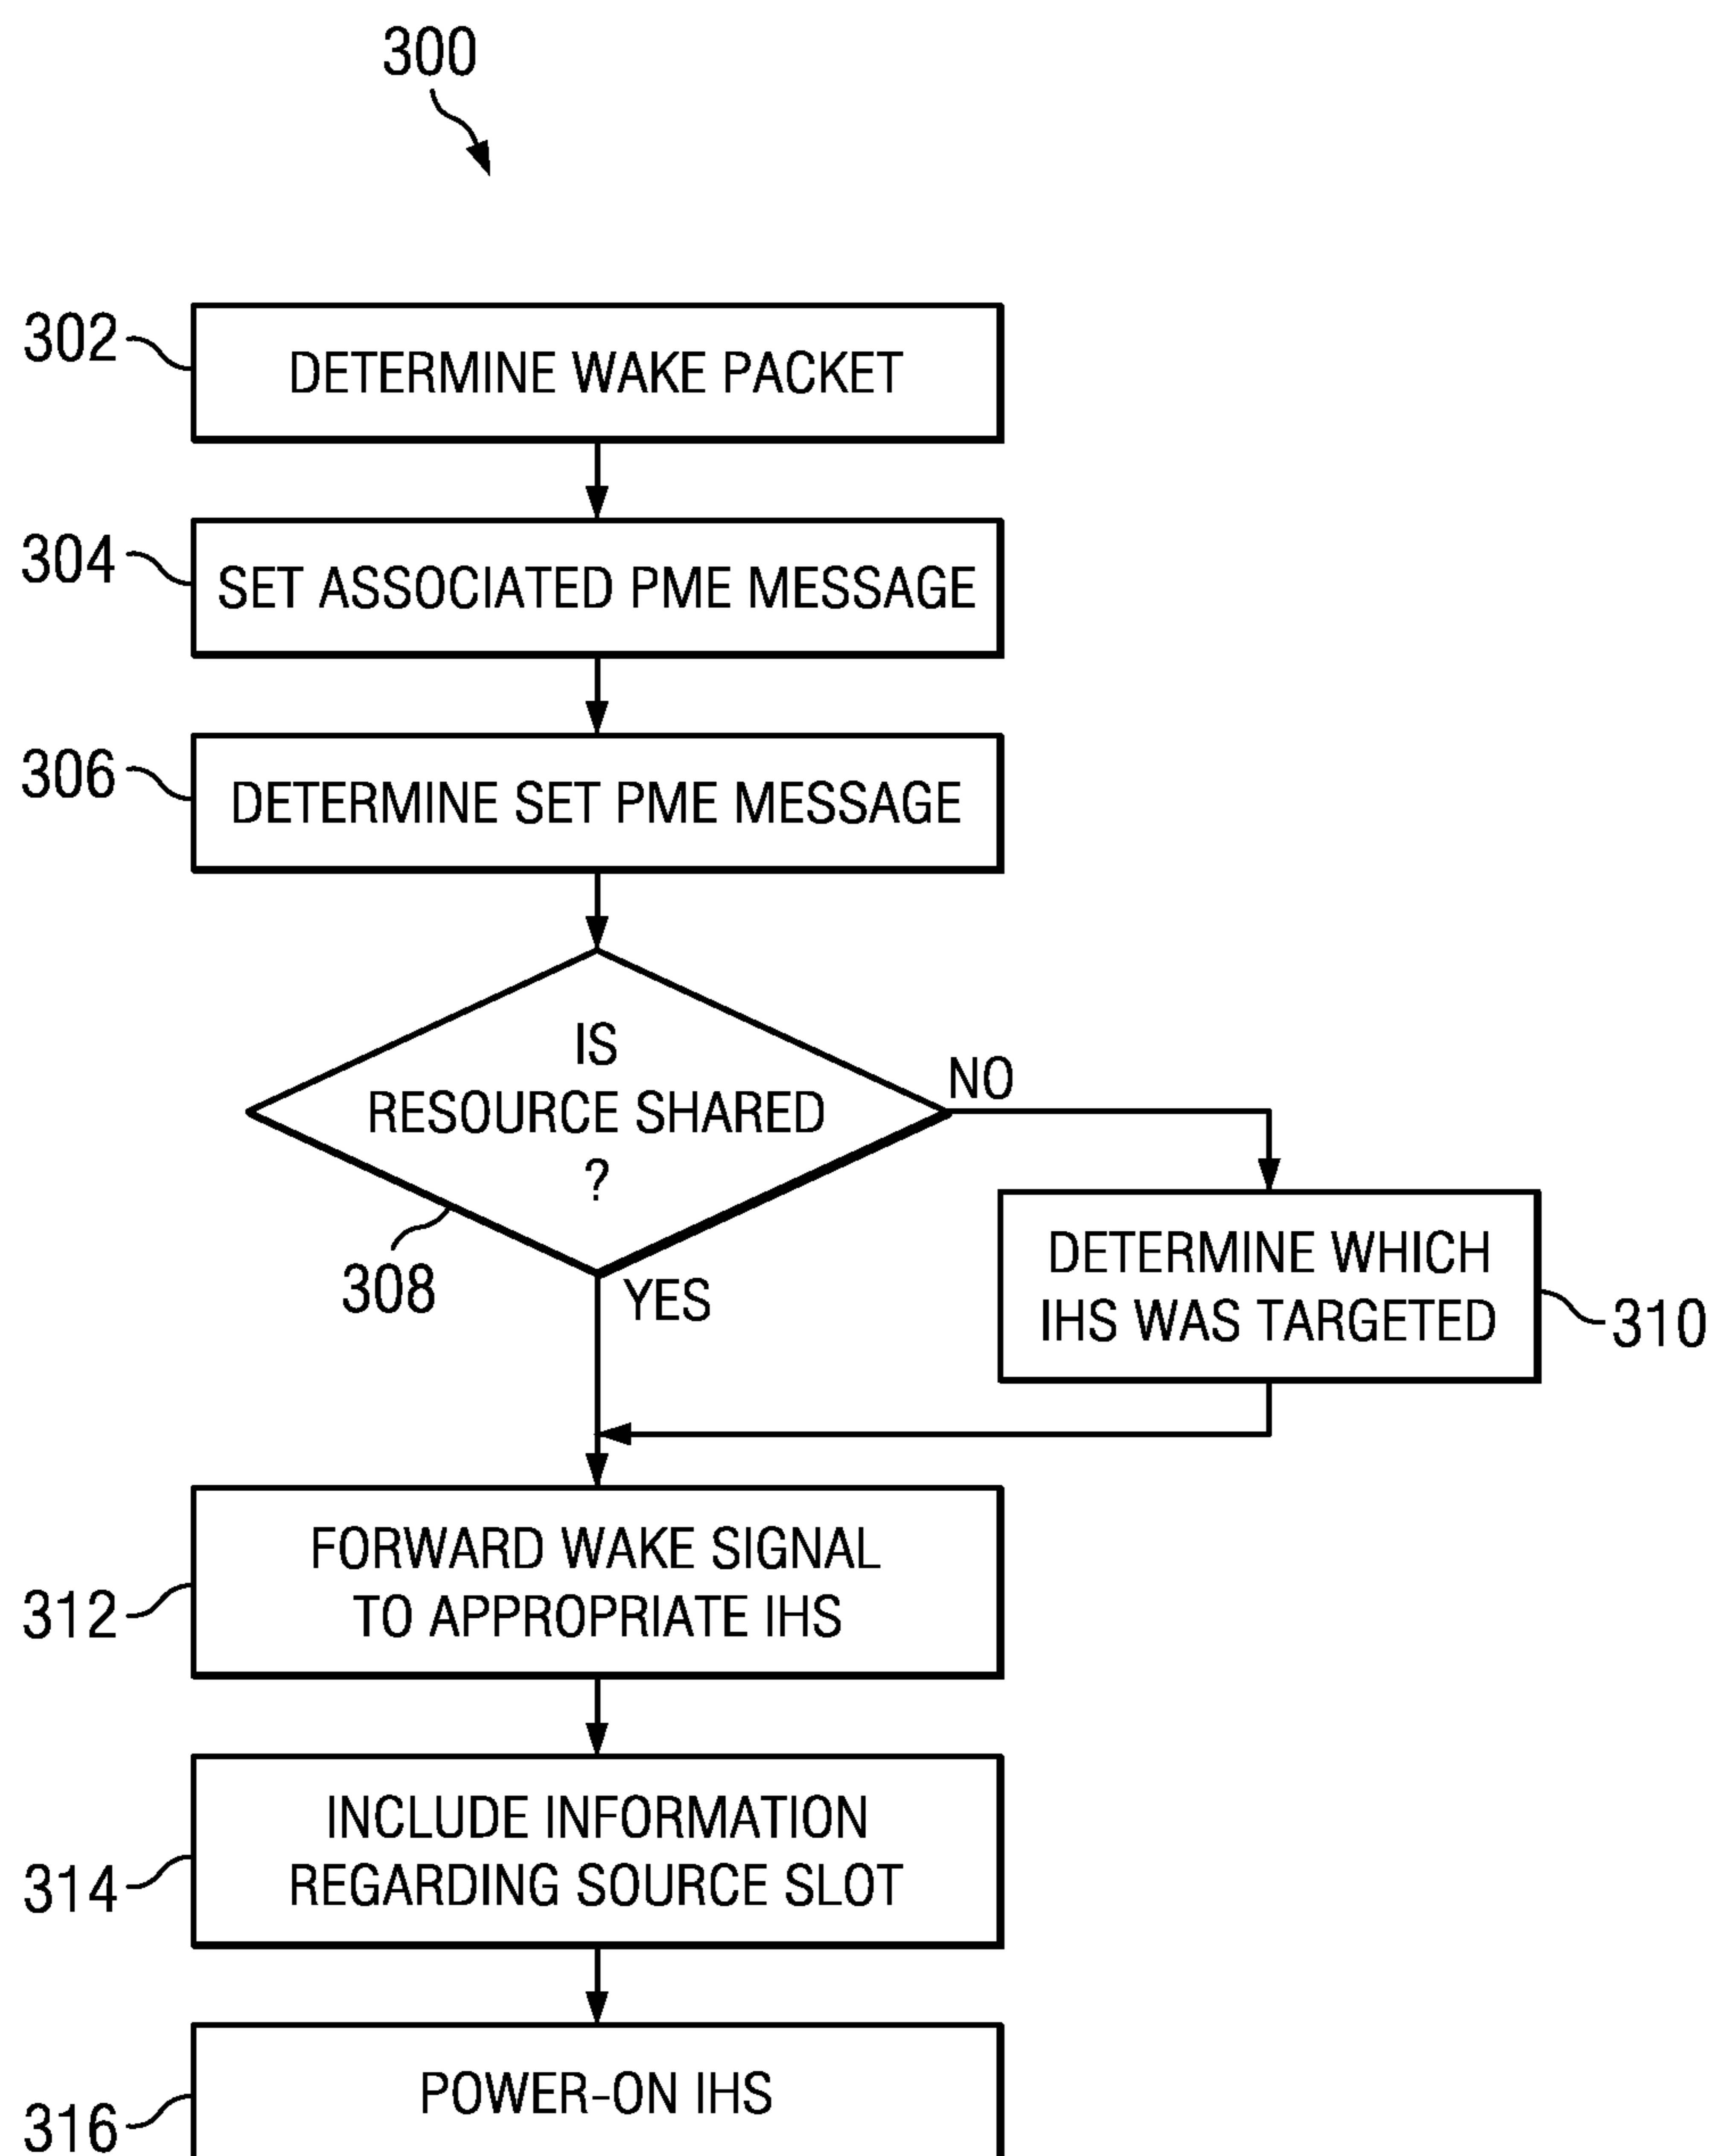 300
302
DETERMINE WAKE PACKET
304
SET ASSOCIATED PME MESSAGE
306
DETERMINE SET PME MESSAGE
IS
RESOURCE SHARED
?
NO
308
YES
DETERMINE WHICH
IHS WAS TARGETED
310
FORWARD WAKE SIGNAL
TO APPROPRIATE IHS
312
INCLUDE INFORMATION
REGARDING SOURCE SLOT
314
POWER-ON IHS
316